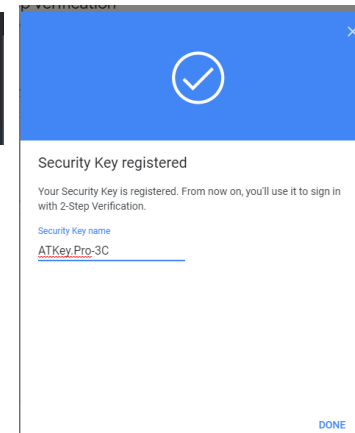 p verification
Security Key registered
Your Security Key is registered. From now on, you'll use it to sign in
with 2-Step Verification.
Security Key name
ATKey.Pro-3C
DONE